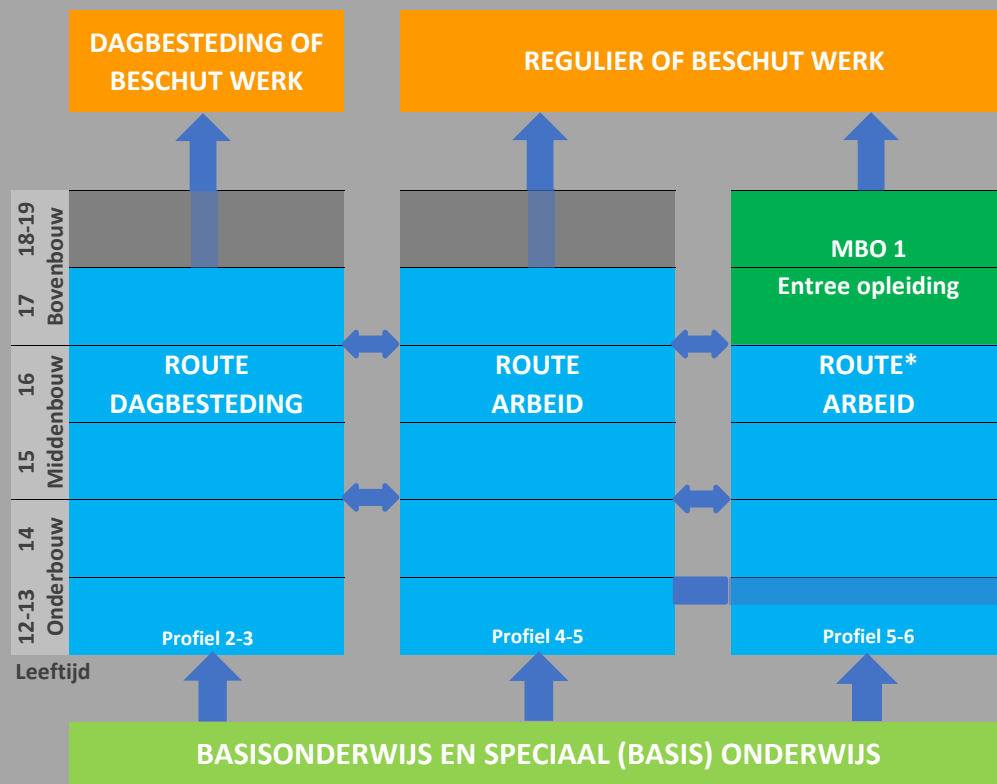 DAGBESTEDING OF
BESCHUT WERK
REGULIER OF BESCHUT WERK
18-19
17
Bovenbouw
MBO 1
Entree opleiding
16
15
Middenbouw
ROUTE
DAGBESTEDING
ROUTE
ARBEID
ROUTE*
ARBEID
14
12-13
Onderbouw
Profiel 2-3
Profiel 4-5
Profiel 5-6
Leeftijd
BASISONDERWIJS EN SPECIAAL (BASIS) ONDERWIJS